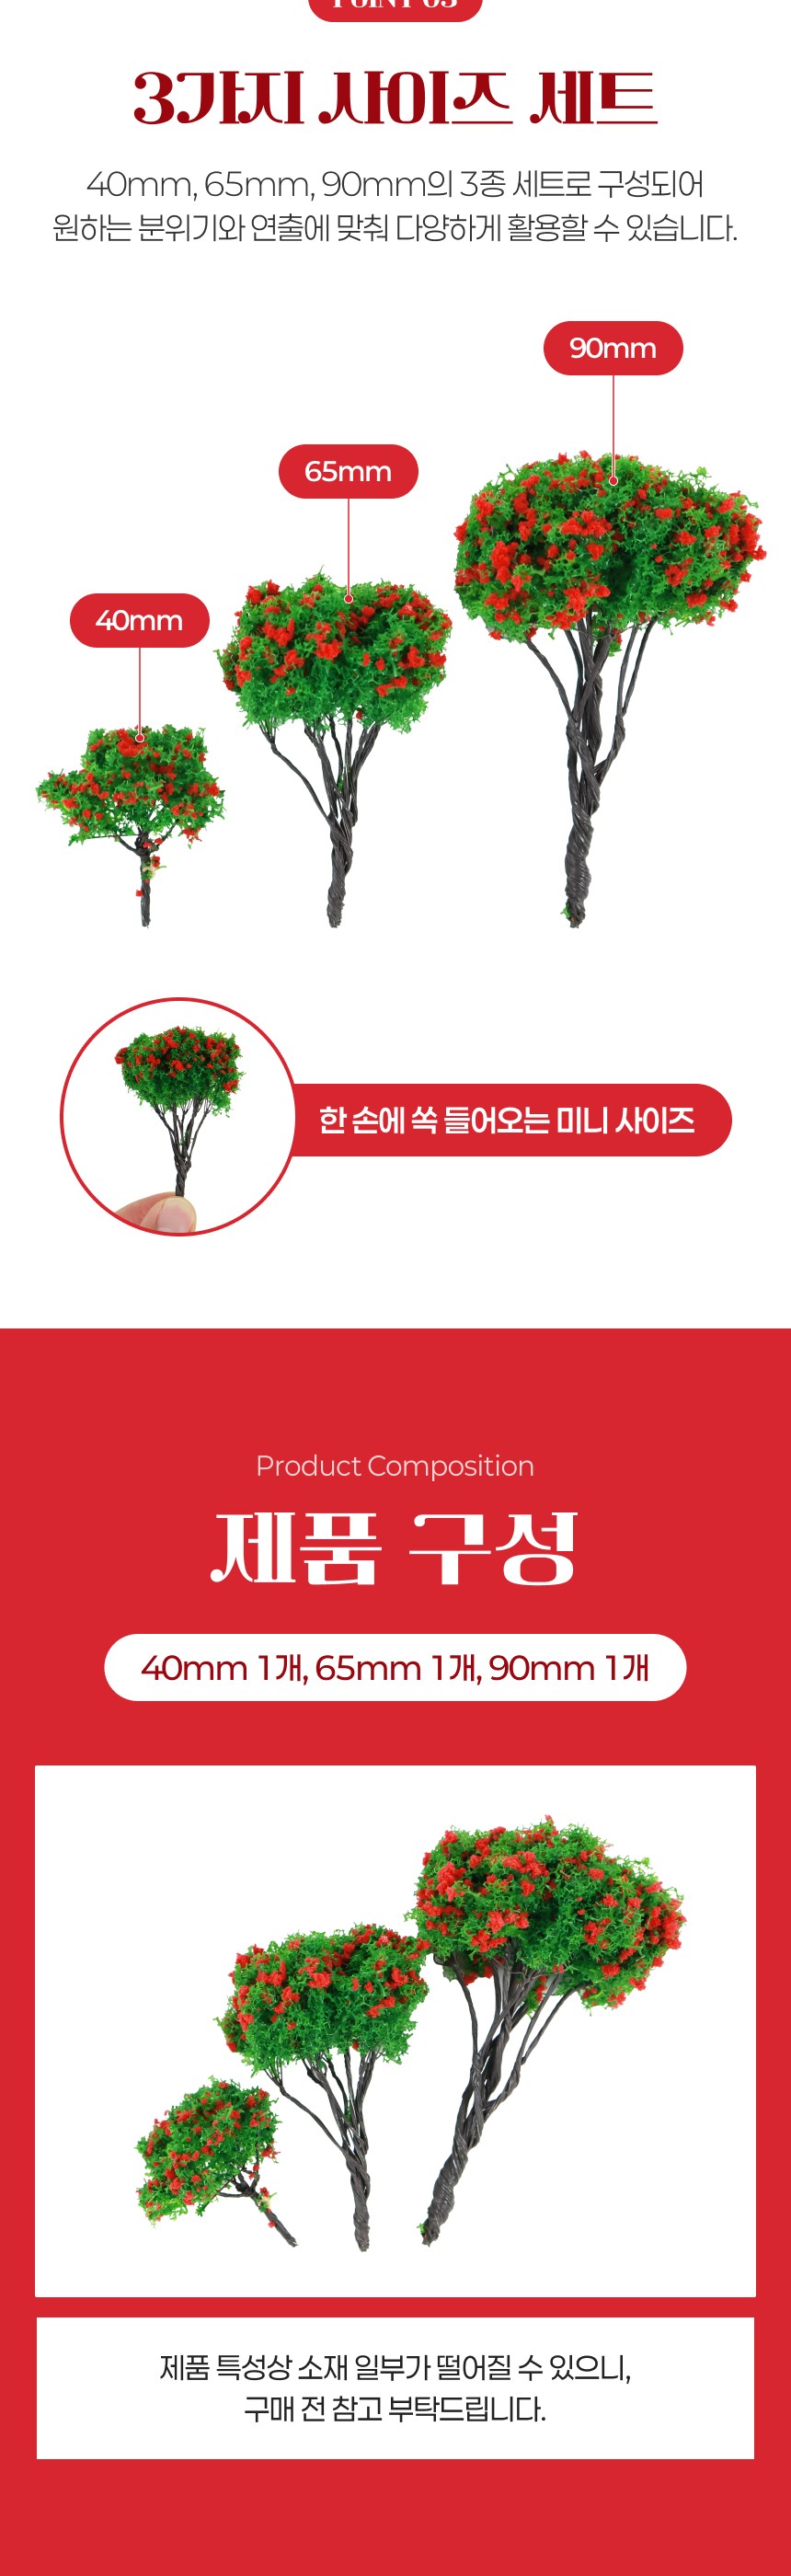 POINT 03
3가지 사이즈 세트
40mm, 65mm, 90mm의 3종 세트로 구성되어
원하는 분위기와 연출에 맞춰 다양하게 활용할 수 있습니다.
90mm
65mm
40mm
한 손에 쏙 들어오는 미니 사이즈
Product Composition
제품 구성
40mm 1개, 65mm 1개, 90mm 1개
제품 특성상 소재 일부가 떨어질 수 있으니,
구매 전 참고 부탁드립니다.